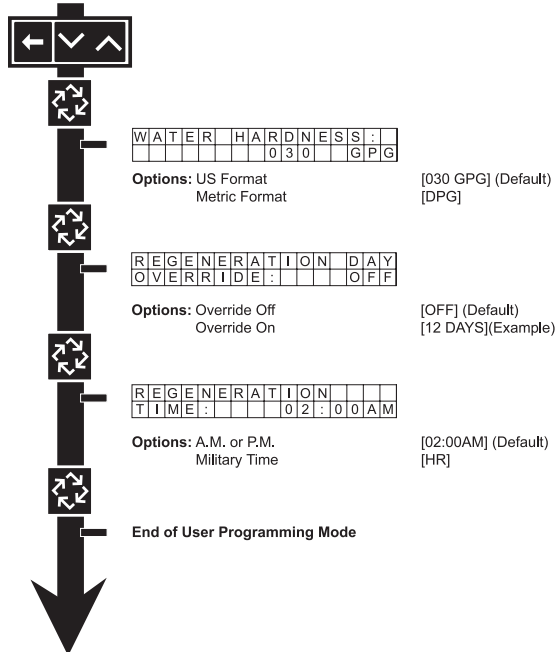 WATER HARDNESS:
030 GPG
Options: US Format [030 GPG] (Default)
Metric Format [DPG]
REGENERATION DAY
OVERRIDE: OFF
Options: Override Off [OFF] (Default)
Override On [12 DAYS](Example)
REGENERATION
TIME: 02:00AM
Options: A.M. or P.M. [02:00AM] (Default)
Military Time [HR]
End of User Programming Mode